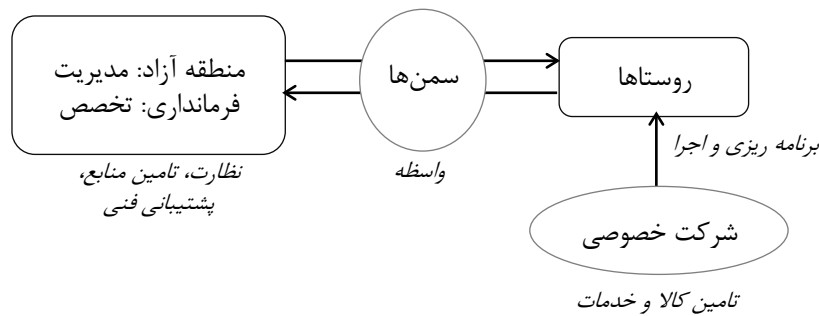 منطقه آزاد: مدیریت
فرمانداری: تخصص
نظارت، تامین منابع،
پشتیبانی فنی
سمن‌ها
واسظه
روستاها
برنامه ریزی و اجرا
شرکت خصوصی
تامین کالا و خدمات